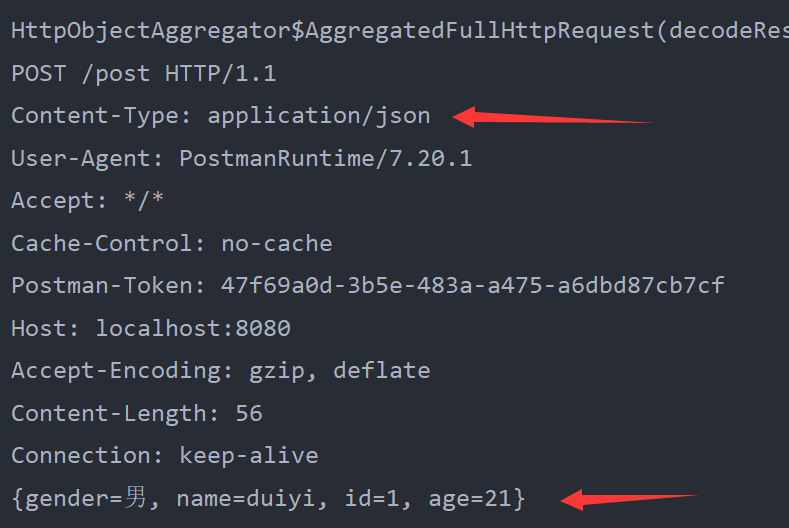 HttpObjectAggregator$AggregatedFullHttpRequest(decodeRes
POST /post HTTP/1.1
Content-Type: application/json
User-Agent: PostmanRuntime/7.20.1
Accept: */*
Cache-Control: no-cache
Postman-Token: 47f69a0d-3b5e-483a-a475-a6dbd87cb7cf
Host: localhost:8080
Accept-Encoding: gzip, deflate
Content-Length: 56
Connection: keep-alive
{gender=男, name=duiyi, id=1, age=21}